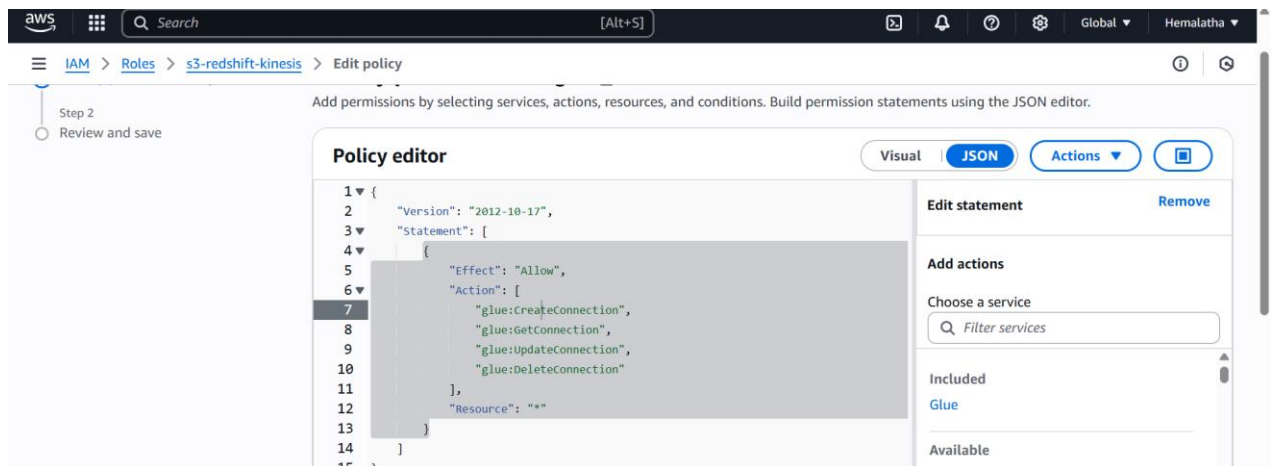 aws Search [Alt+S] Global ▼ Hemalatha ▼
IAM > Roles > s3-redshift-kinesis > Edit policy
Add permissions by selecting services, actions, resources, and conditions. Build permission statements using the JSON editor.
Step 2
Review and save
Policy editor
Visual JSON Actions ▼
1 {
2 "Version": "2012-10-17",
3 "Statement": [
4 {
5 "Effect": "Allow",
6 "Action": [
7 "glue:CreateConnection",
8 "glue:GetConnection",
9 "glue:UpdateConnection",
10 "glue:DeleteConnection"
11 ],
12 "Resource": "*"
13 }
14 ]
Edit statement Remove
Add actions
Choose a service
Filter services
Included
Glue
Available